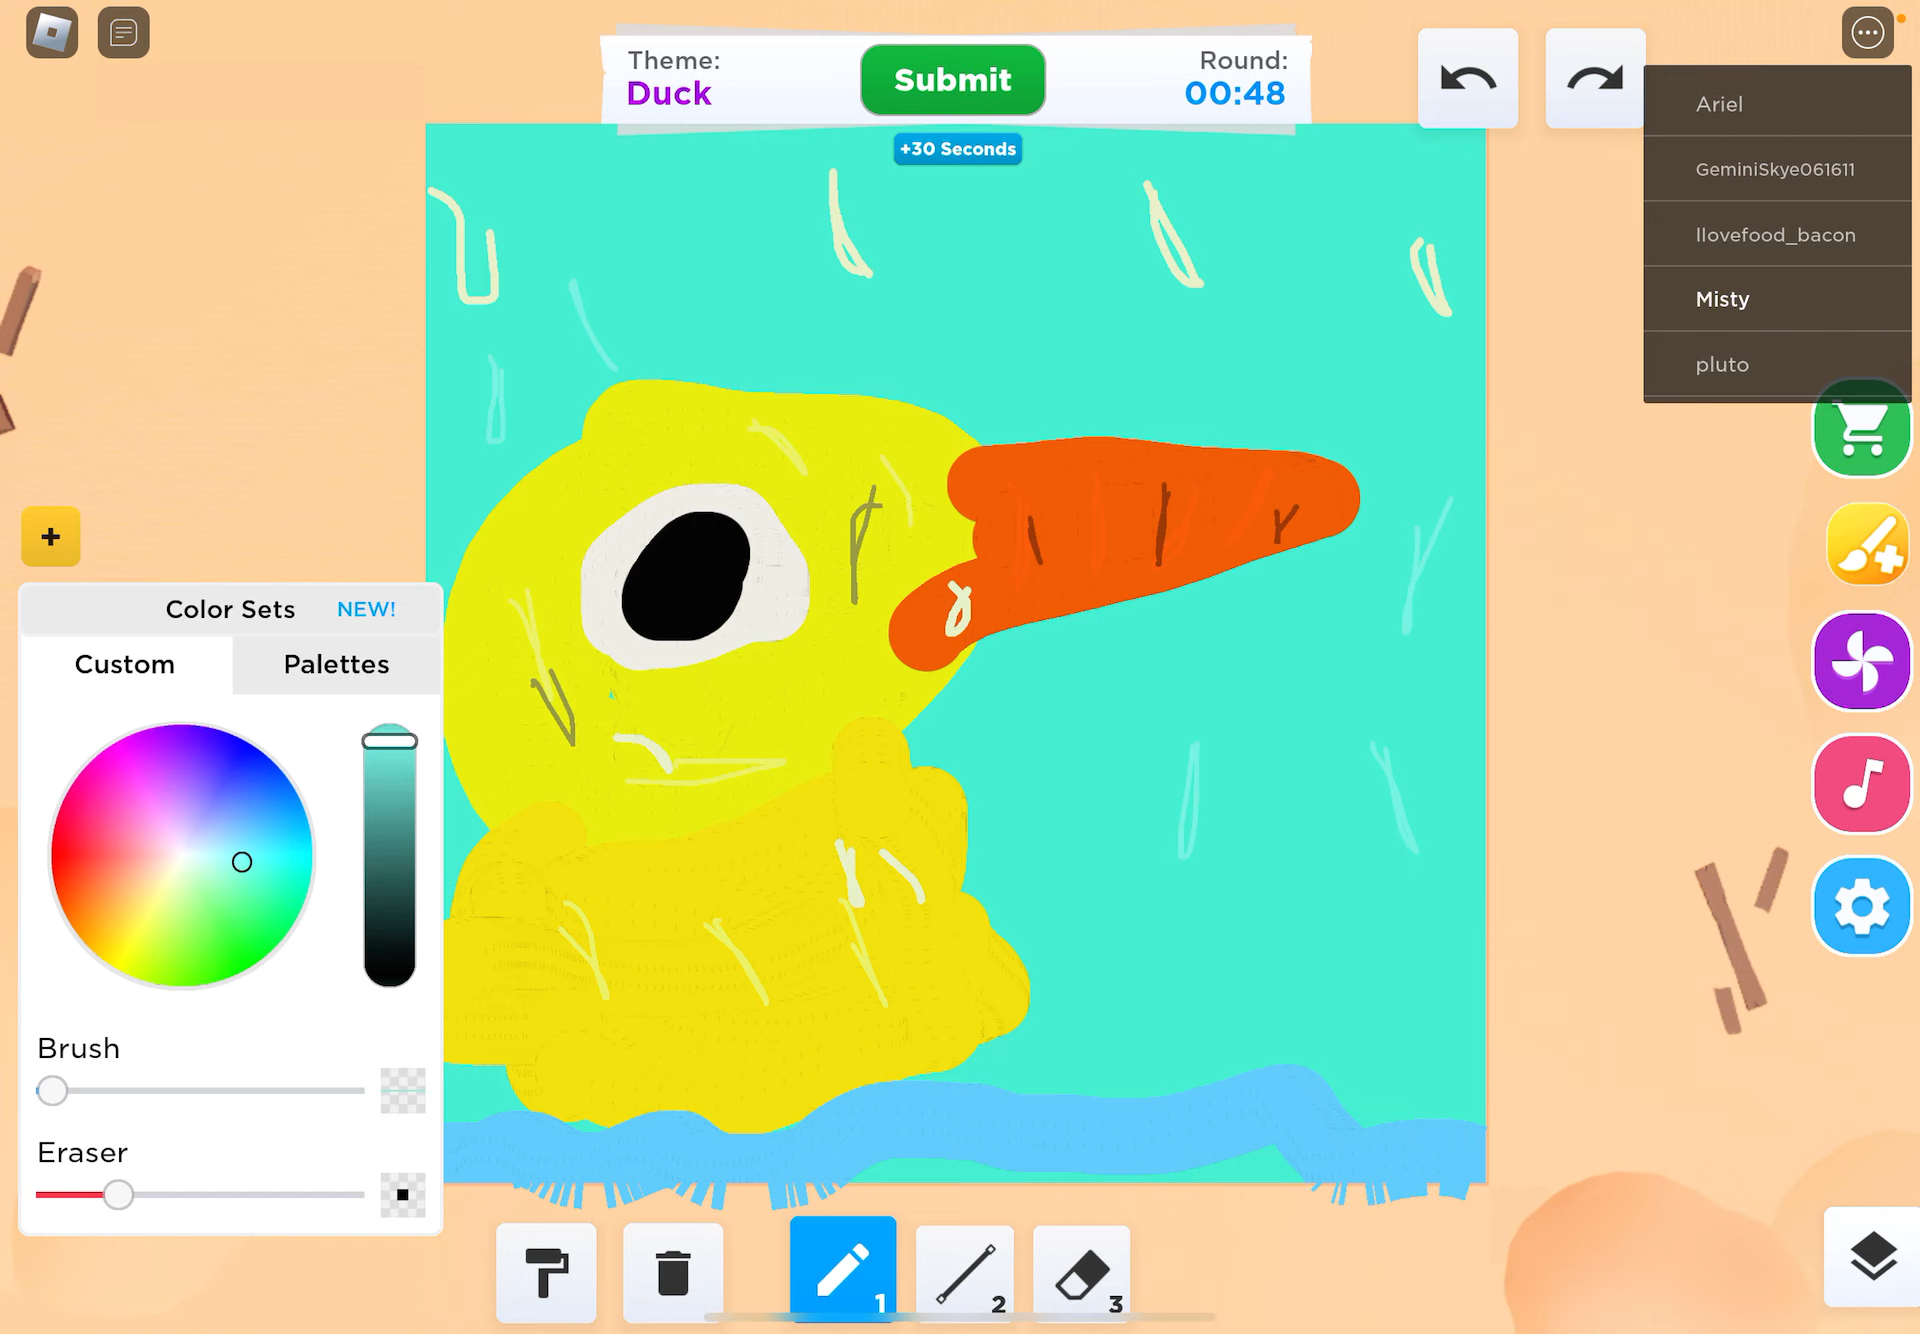 Theme:
Duck
Submit
Round:
00:48
+30 Seconds
Ariel
GeminiSkye061611
Ilovefood_bacon
Misty
pluto
+
Color Sets NEW!
Custom Palettes
Brush
Eraser
1
2
3